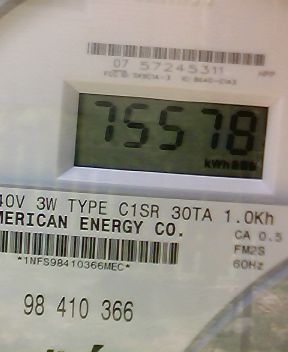 07 57245311
75578
kWh
40V 3W TYPE C1SR 30TA 1.0Kh
MERICAN ENERGY CO.
CA 0.5
FM2S
60Hz
*1NFS98410366MEC*
98 410 366